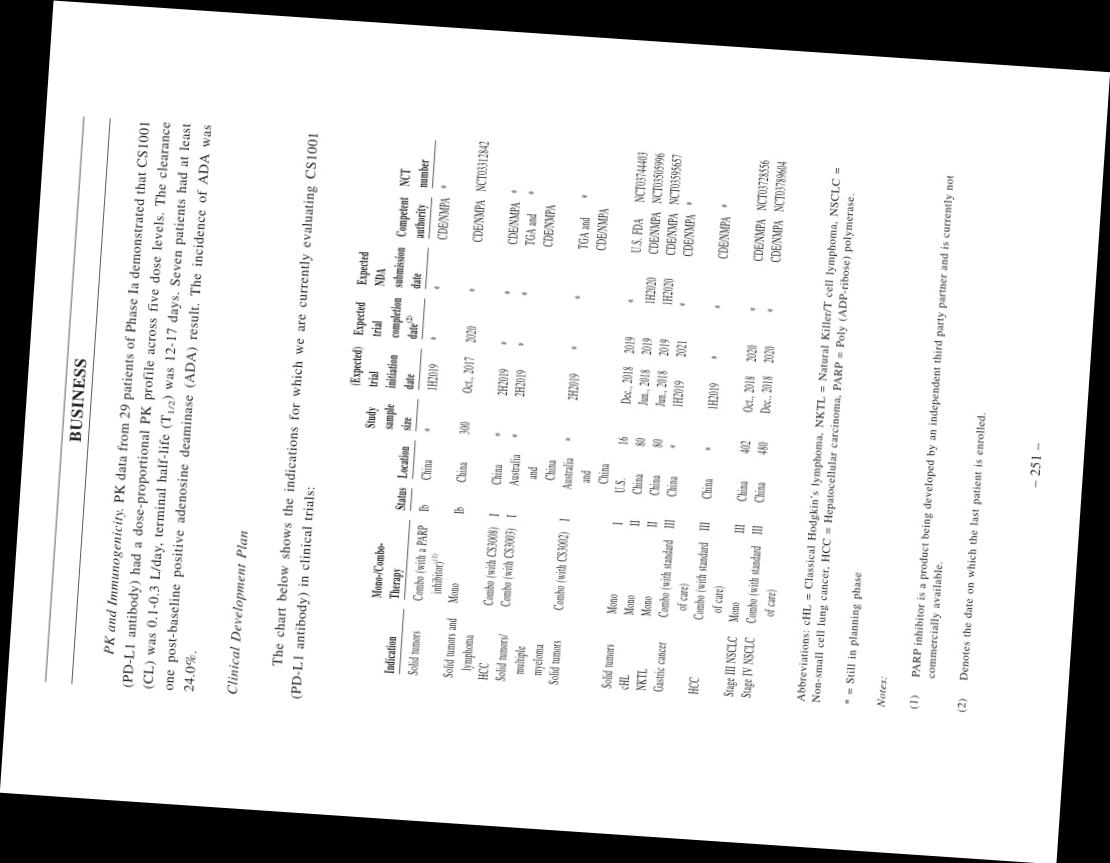 BUSINESS
PK and Immunogenicity. PK data from 29 patients of Phase Ia demonstrated that CS1001
(PD-L1 antibody) had a dose-proportional PK profile across five dose levels. The clearance
(CL) was 0.1-0.3 L/day, terminal half-life (T1/2) was 12-17 days. Seven patients had at least
one post-baseline positive adenosine deaminase (ADA) result. The incidence of ADA was
24.0%.
Clinical Development Plan
The chart below shows the indications for which we are currently evaluating CS1001
(PD-L1 antibody) in clinical trials:
(Expected) Expected Expected
Study trial trial NDA
Mono-/Combo- sample initiation completion submission Competent NCT
Indication Therapy Status Location size date date(2) date authority number
Solid tumors Combo (with a PARP Ib China * 1H2019 * * CDE/NMPA *
inhibitor)(1)
Solid tumors and Mono Ib China 300 Oct., 2017 2020 * CDE/NMPA NCT03312842
lymphoma
HCC Combo (with CS3008) I China * 2H2019 * * CDE/NMPA *
Solid tumors/ Combo (with CS3003) I Australia * 2H2019 * * TGA and *
multiple and CDE/NMPA
myeloma China
Solid tumors Combo (with CS3002) I Australia * 2H2019 * * TGA and *
and CDE/NMPA
China
Solid tumors Mono I U.S. 16 Dec., 2018 2019 * U.S. FDA NCT03744403
cHL Mono II China 80 Jun., 2018 2019 1H2020 CDE/NMPA NCT03505996
NKTL Mono II China 80 Jun., 2018 2019 1H2020 CDE/NMPA NCT03595657
Gastric cancer Combo (with standard III China * 1H2019 2021 * CDE/NMPA *
of care)
HCC Combo (with standard III China * 1H2019 * * CDE/NMPA *
of care)
Stage III NSCLC Mono III China 402 Oct., 2018 2020 * CDE/NMPA NCT03728556
Stage IV NSCLC Combo (with standard III China 480 Dec., 2018 2020 * CDE/NMPA NCT03789604
of care)
Abbreviations: cHL = Classical Hodgkin's lymphoma, NKTL = Natural Killer/T cell lymphoma, NSCLC =
Non-small cell lung cancer, HCC = Hepatocellular carcinoma, PARP = Poly (ADP-ribose) polymerase.
* = Still in planning phase
Notes:
(1) PARP inhibitor is a product being developed by an independent third party partner and is currently not
commercially available.
(2) Denotes the date on which the last patient is enrolled.
– 251 –